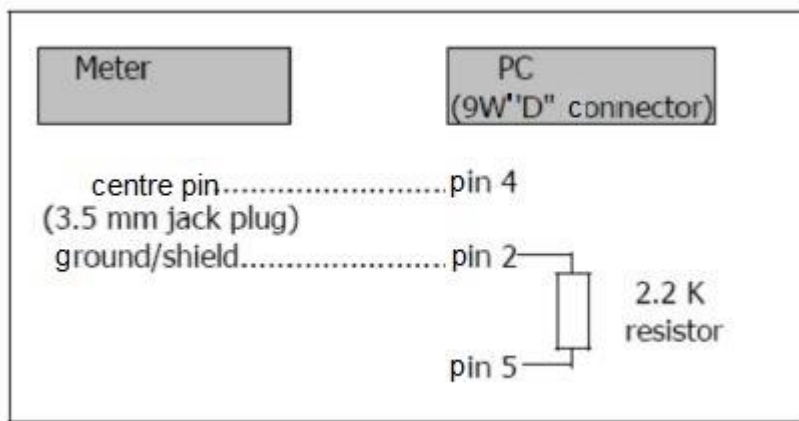 Meter
PC
(9W"D" connector)
centre pin......................... pin 4
(3.5 mm jack plug)
ground/shield...................... pin 2
2.2 K
resistor
pin 5